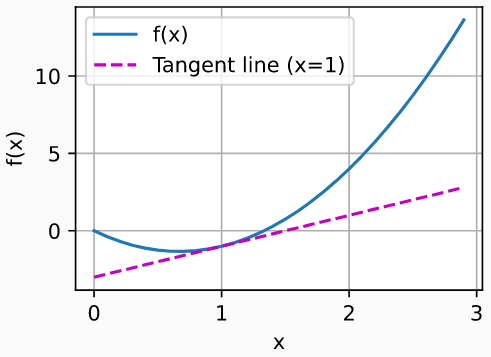 f(x)
Tangent line (x=1)
10
5
0
f(x)
0 1 2 3
x